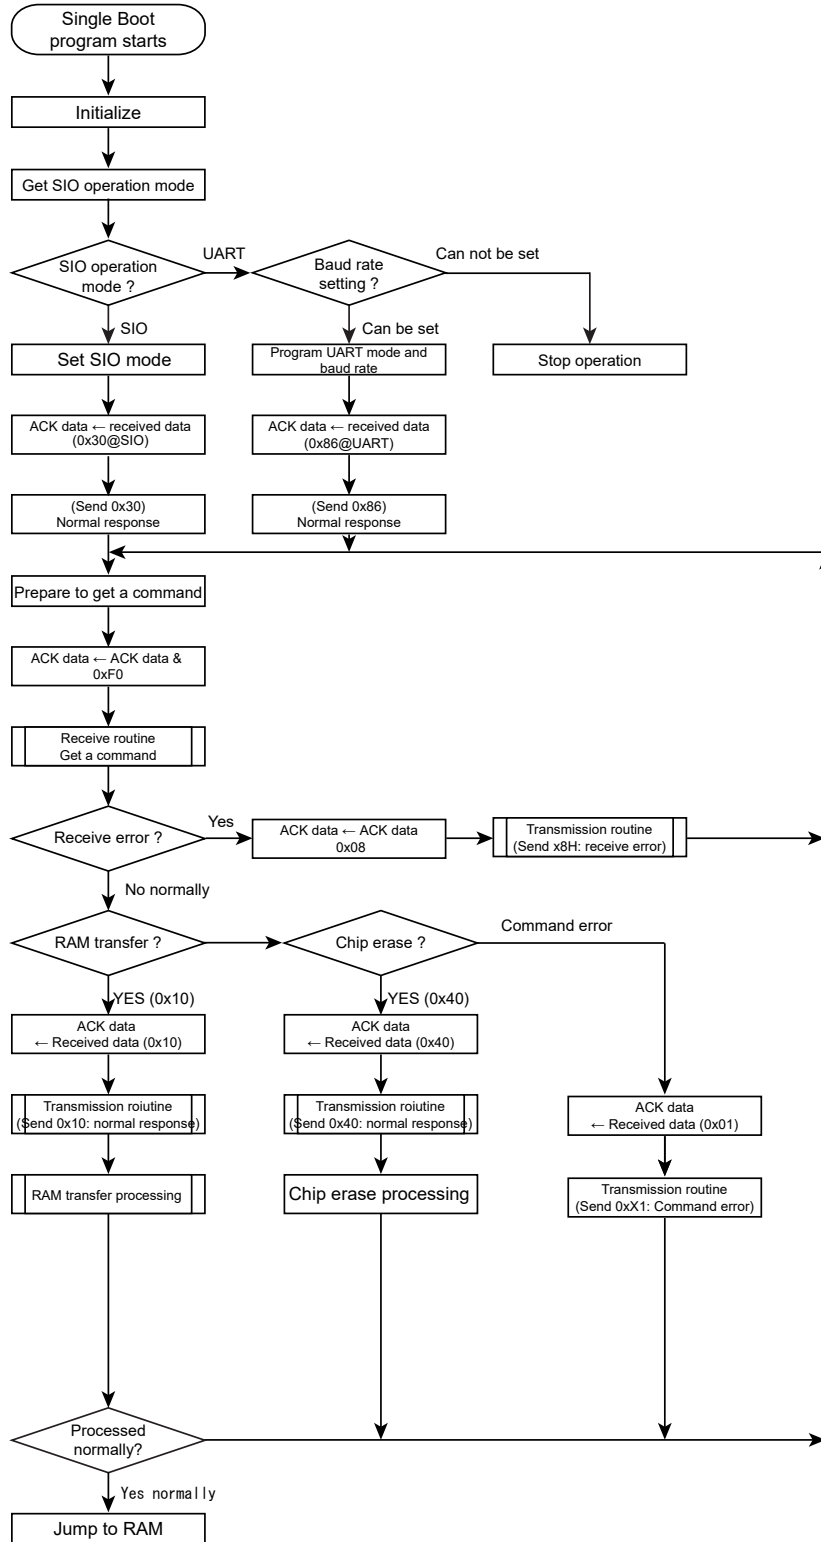 Single Boot
program starts
Initialize
Get SIO operation mode
SIO operation
mode ?
UART
Baud rate
setting ?
Can not be set
SIO
Can be set
Set SIO mode
Program UART mode and
baud rate
Stop operation
ACK data ← received data
(0x30@SIO)
ACK data ← received data
(0x86@UART)
(Send 0x30)
Normal response
(Send 0x86)
Normal response
Prepare to get a command
ACK data ← ACK data &
0xF0
Receive routine
Get a command
Receive error ?
Yes
ACK data ← ACK data
0x08
Transmission routine
(Send x8H: receive error)
No normally
RAM transfer ?
Chip erase ?
Command error
YES (0x10)
YES (0x40)
ACK data
← Received data (0x10)
ACK data
← Received data (0x40)
Transmission roiutine
(Send 0x10: normal response)
Transmission roiutine
(Send 0x40: normal response)
ACK data
← Received data (0x01)
RAM transfer processing
Chip erase processing
Transmission routine
(Send 0xX1: Command error)
Processed
normally?
Yes normally
Jump to RAM